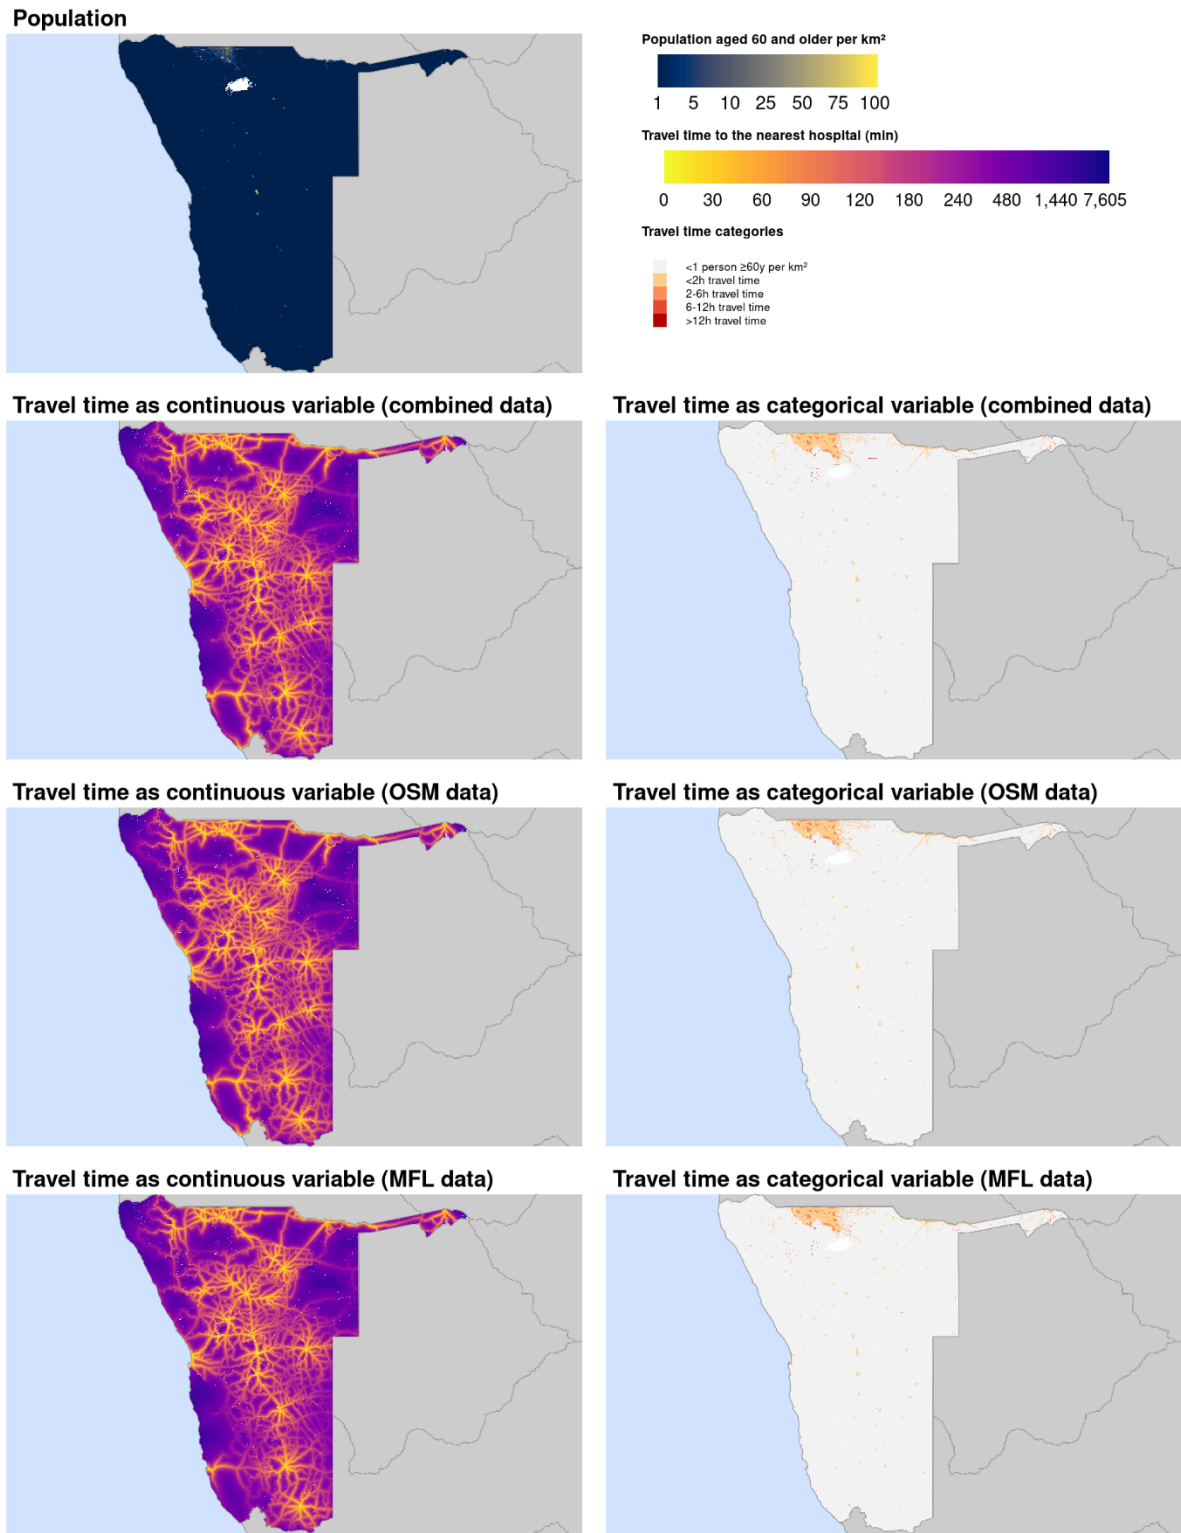 Population
Population aged 60 and older per km²
1 5 10 25 50 75 100
Travel time to the nearest hospital (min)
0 30 60 90 120 180 240 480 1,440 7,605
Travel time categories
<1 person ≥60y per km²
<2h travel time
2-6h travel time
6-12h travel time
>12h travel time
Travel time as continuous variable (combined data)
Travel time as categorical variable (combined data)
Travel time as continuous variable (OSM data)
Travel time as categorical variable (OSM data)
Travel time as continuous variable (MFL data)
Travel time as categorical variable (MFL data)